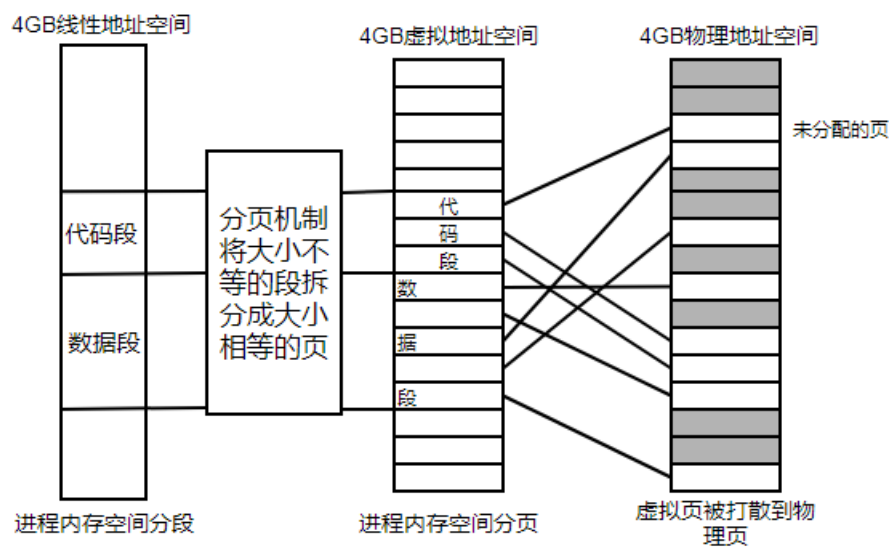 4GB线性地址空间
4GB虚拟地址空间
4GB物理地址空间
未分配的页
代码段
数据段
分页机制
将大小不
等的段拆
分成大小
相等的页
代
码
段
数
据
段
进程内存空间分段
进程内存空间分页
虚拟页被打散到物
理页